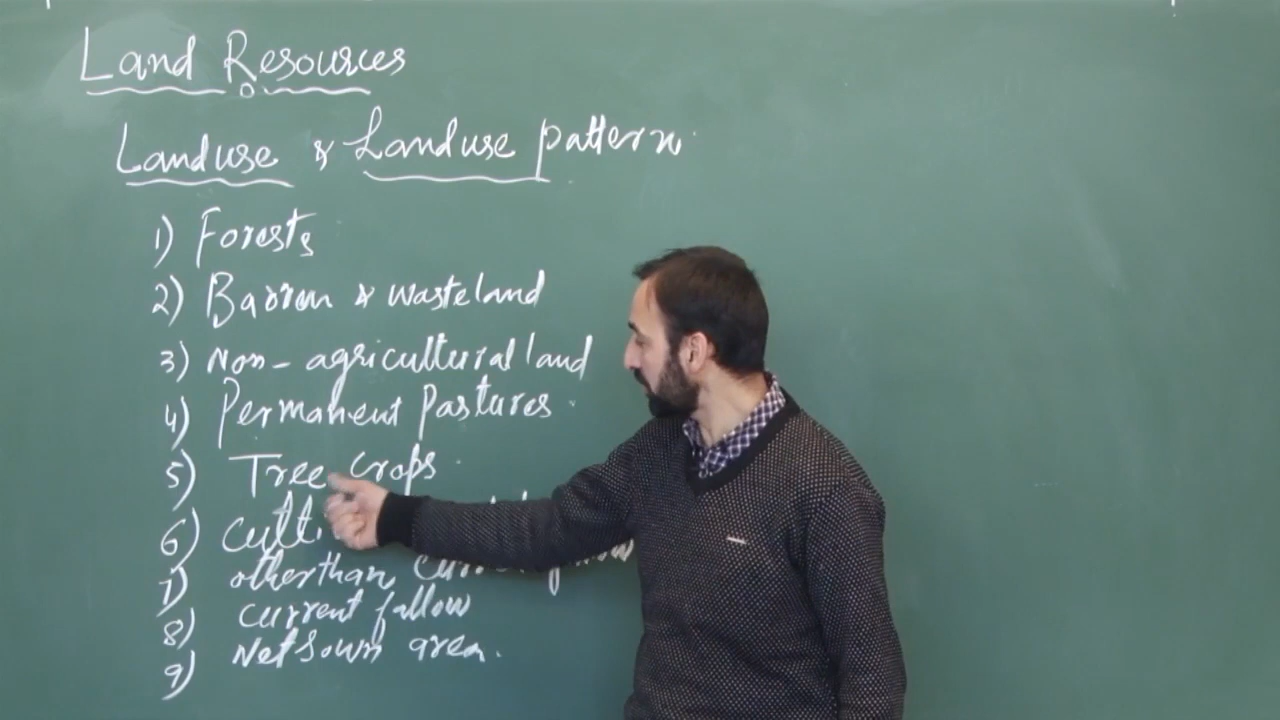 Land Resources
Landuse & Landuse pattern
1) Forests
2) Barren & wasteland
3) Non-agricultural land
4) Permanent Pastures
5) Tree crops
6)
7) otherthan
8) current fallow
9) Net sown area.